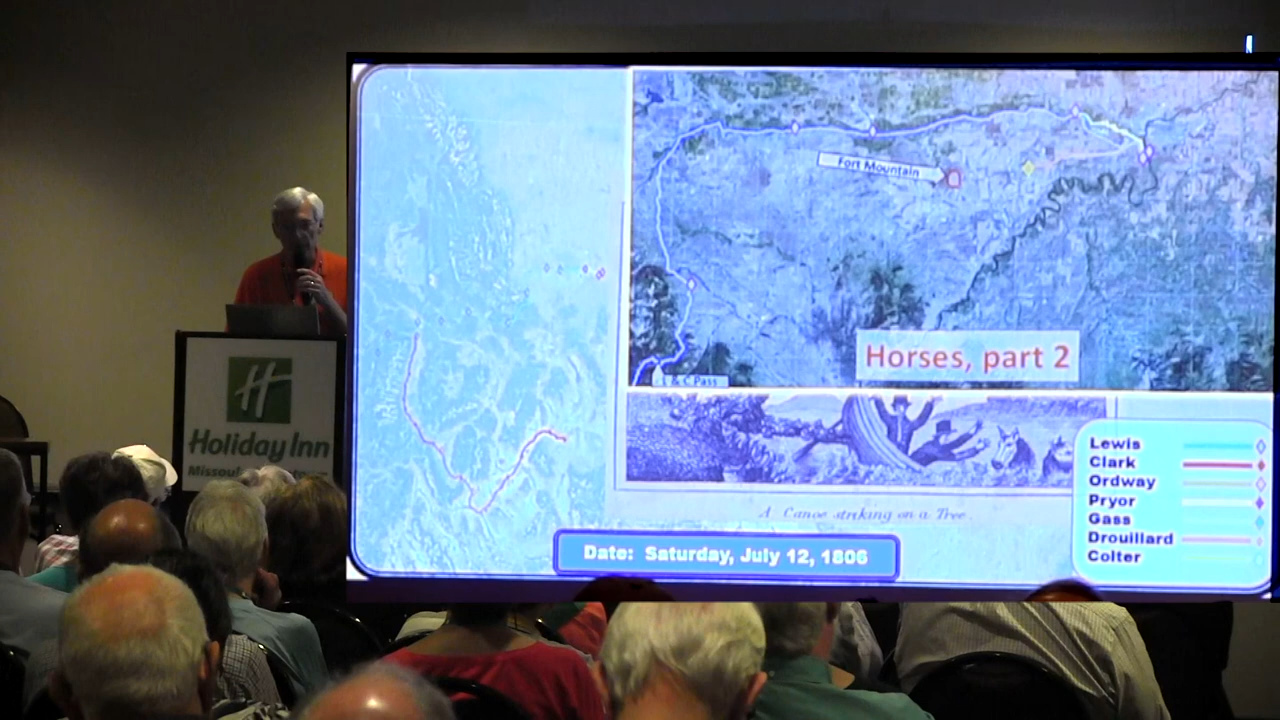 Fort Mountain
Horses, part 2
L & C Pass
A Canoe striking on a Tree.
Date: Saturday, July 12, 1806
Lewis
Clark
Ordway
Pryor
Gass
Drouillard
Colter
H
Holiday Inn